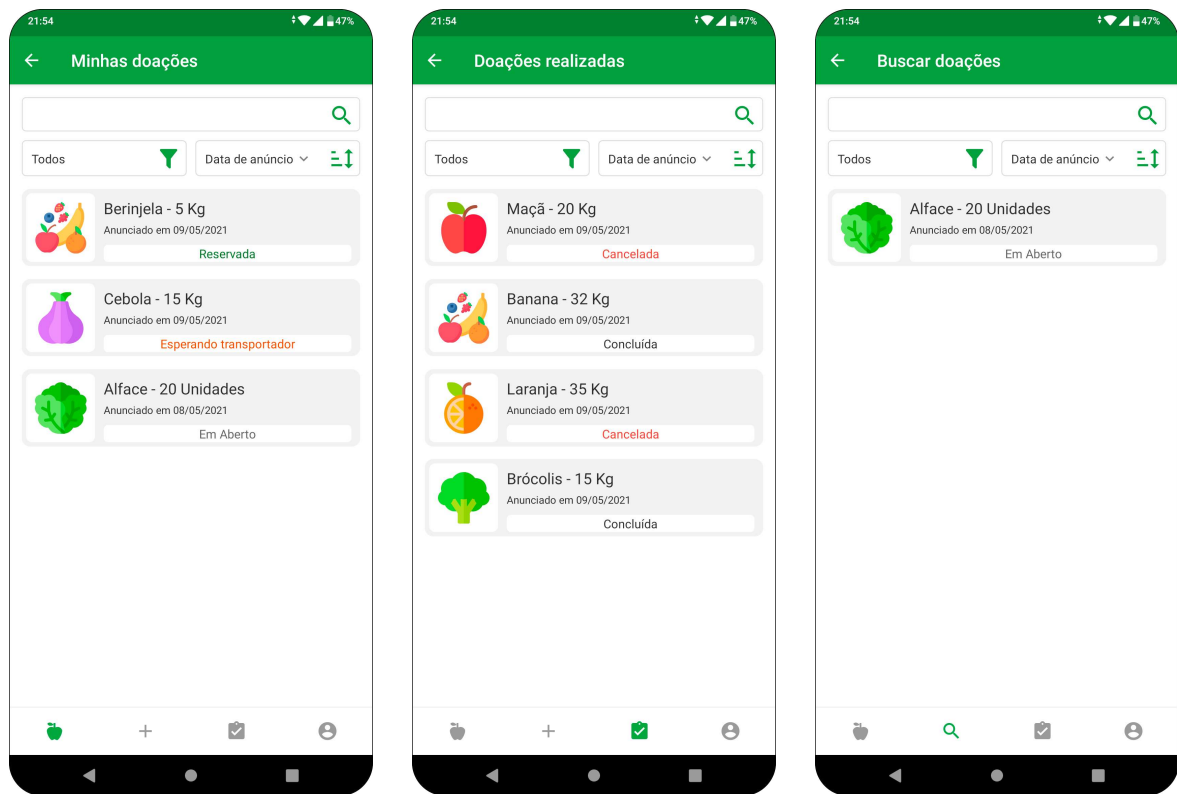 21:54
47%
Minhas doações
Todos
Data de anúncio
Berinjela - 5 Kg
Anunciado em 09/05/2021
Reservada
Cebola - 15 Kg
Anunciado em 09/05/2021
Esperando transportador
Alface - 20 Unidades
Anunciado em 08/05/2021
Em Aberto
21:54
47%
Doações realizadas
Todos
Data de anúncio
Maçã - 20 Kg
Anunciado em 09/05/2021
Cancelada
Banana - 32 Kg
Anunciado em 09/05/2021
Concluída
Laranja - 35 Kg
Anunciado em 09/05/2021
Cancelada
Brócolis - 15 Kg
Anunciado em 09/05/2021
Concluída
21:54
47%
Buscar doações
Todos
Data de anúncio
Alface - 20 Unidades
Anunciado em 08/05/2021
Em Aberto